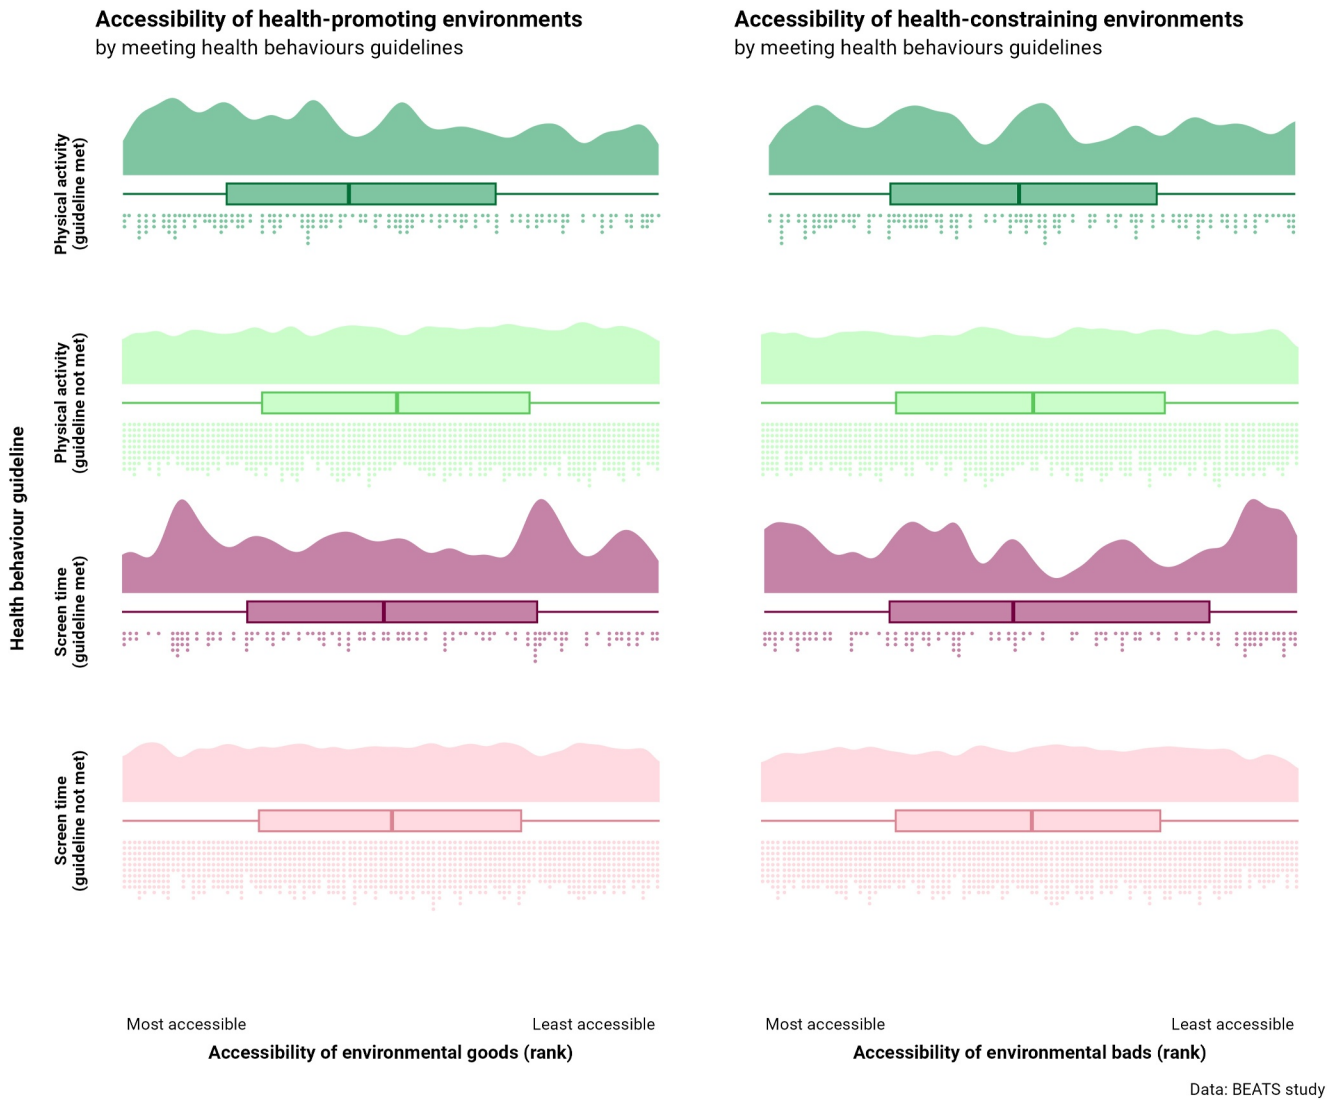 Accessibility of health-promoting environments
by meeting health behaviours guidelines
Accessibility of health-constraining environments
by meeting health behaviours guidelines
Health behaviour guideline
Physical activity
(guideline met)
Physical activity
(guideline not met)
Screen time
(guideline met)
Screen time
(guideline not met)
Most accessible
Least accessible
Accessibility of environmental goods (rank)
Most accessible
Least accessible
Accessibility of environmental bads (rank)
Data: BEATS study